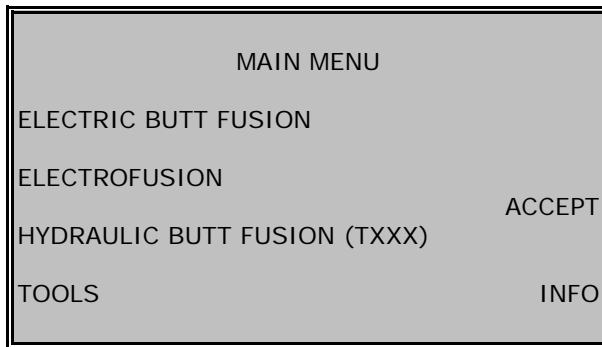 MAIN MENU
ELECTRIC BUTT FUSION
ELECTROFUSION
ACCEPT
HYDRAULIC BUTT FUSION (TXXX)
TOOLS INFO